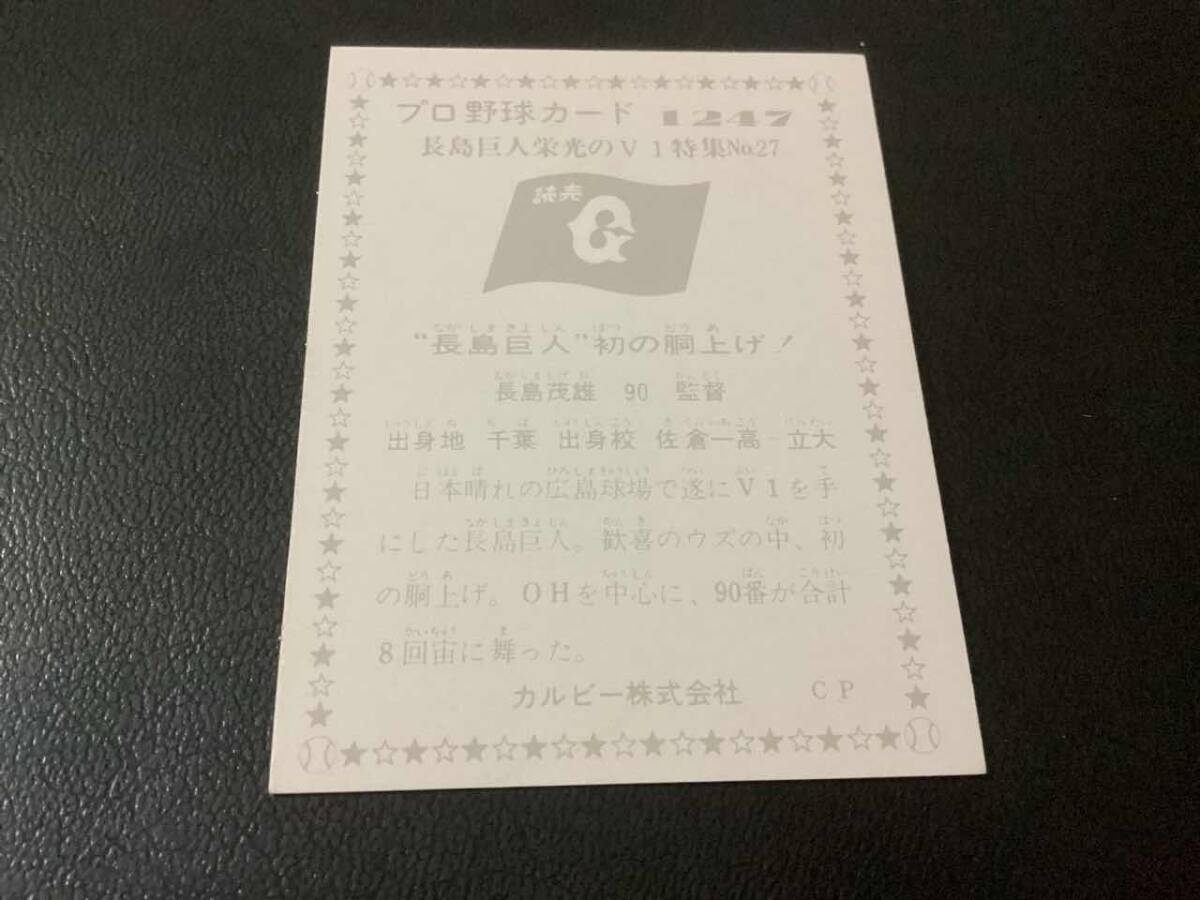 プロ野球カード 1247
長島巨人栄光のV1特集No.27
読売
“長島巨人”初の胴上げ!
長島茂雄 90 監督
出身地 千葉 出身校 佐倉一高 立大
日本晴れの広島球場で遂にV1を手
にした長島巨人。歓喜のウズの中、初
の胴上げ。OHを中心に、90番が合計
8回宙に舞った。
カルビー株式会社 CP